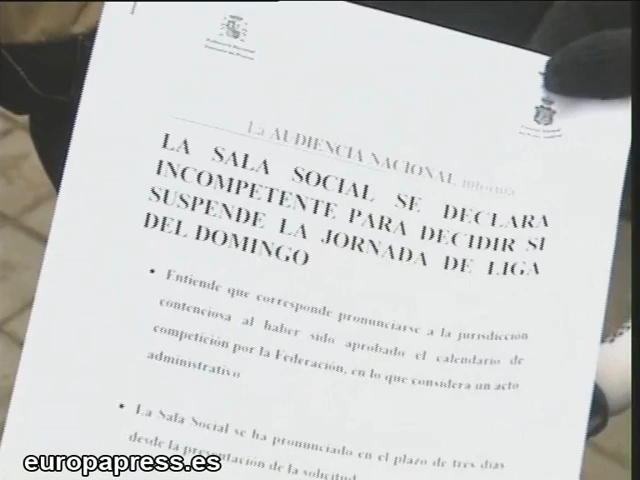 La AUDIENCIA NACIONAL informa
LA SALA SOCIAL SE DECLARA
INCOMPETENTE PARA DECIDIR SI
SUSPENDE LA JORNADA DE LIGA
DEL DOMINGO
• Entiende que corresponde pronunciarse a la jurisdicción
contenciosa al haber sido aprobado el calendario de
competición por la Federación, en lo que considera un acto
administrativo
• La Sala Social se ha pronunciado en el plazo de tres días
desde la presentación de la solicitud
europapress.es